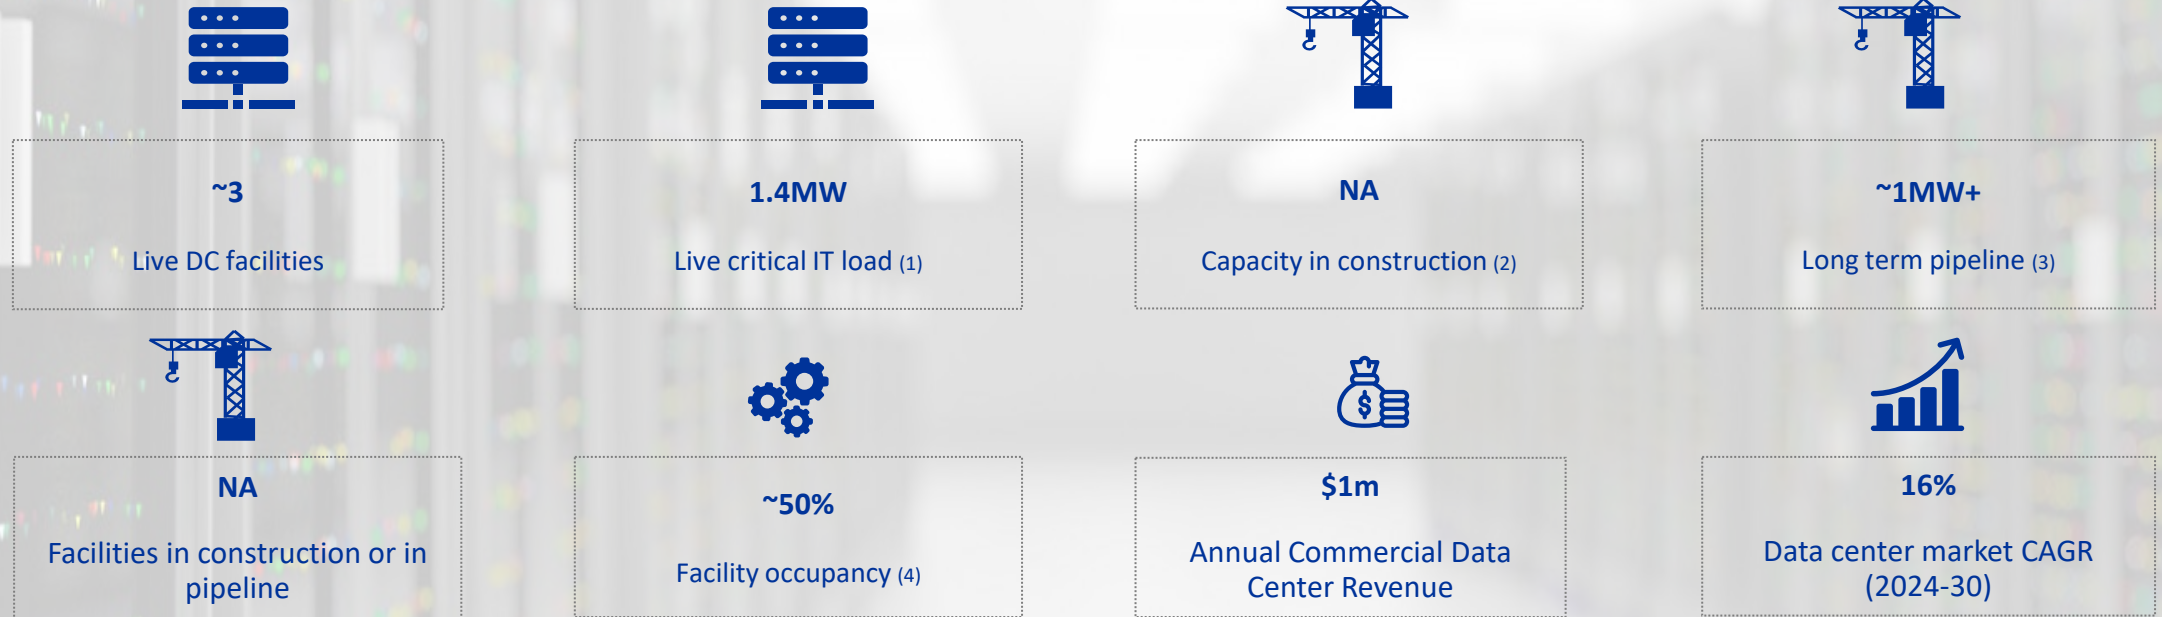 ~3
Live DC facilities
1.4MW
Live critical IT load (1)
NA
Capacity in construction (2)
~1MW+
Long term pipeline (3)
NA
Facilities in construction or in
pipeline
~50%
Facility occupancy (4)
$1m
Annual Commercial Data
Center Revenue
16%
Data center market CAGR
(2024-30)